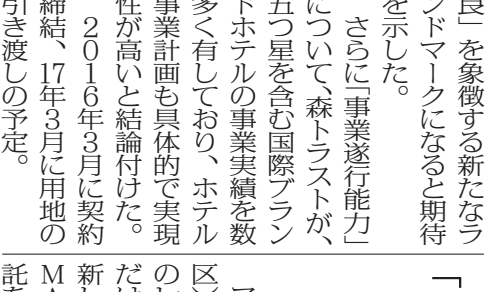 良」を象徴する新たなラ
ンドマークになると期待
を示した。
さらに「事業遂行能力」
について、森トラストが、
五つ星を含む国際ブラン
ドホテルの事業実績を数
多く有しており、ホテル
事業計画も具体的で実現
性が高いと結論付けた。
2016年3月に契約
締結、17年3月に用地の
引き渡しの予定。
区
の
だ
新
M
託